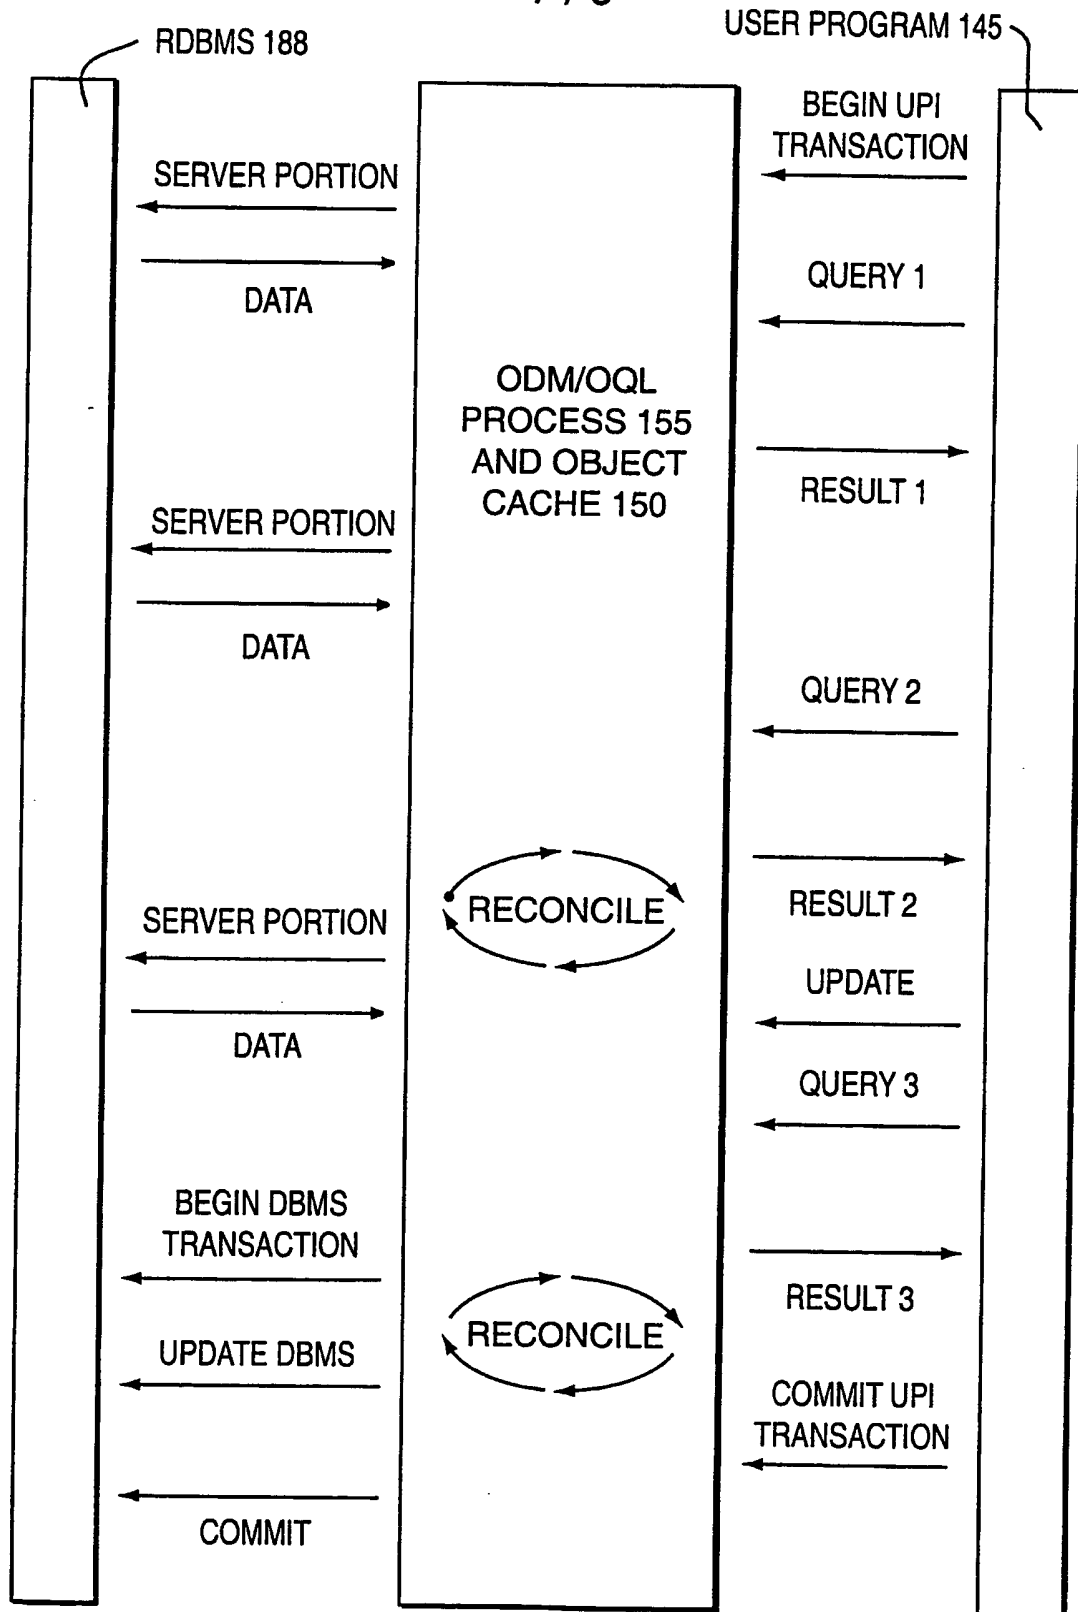 RDBMS 188
USER PROGRAM 145
BEGIN UPI
TRANSACTION
SERVER PORTION
DATA
QUERY 1
ODM/OQL
PROCESS 155
AND OBJECT
CACHE 150
RESULT 1
SERVER PORTION
DATA
QUERY 2
RECONCILE
RESULT 2
SERVER PORTION
UPDATE
DATA
QUERY 3
BEGIN DBMS
TRANSACTION
RESULT 3
RECONCILE
UPDATE DBMS
COMMIT UPI
TRANSACTION
COMMIT